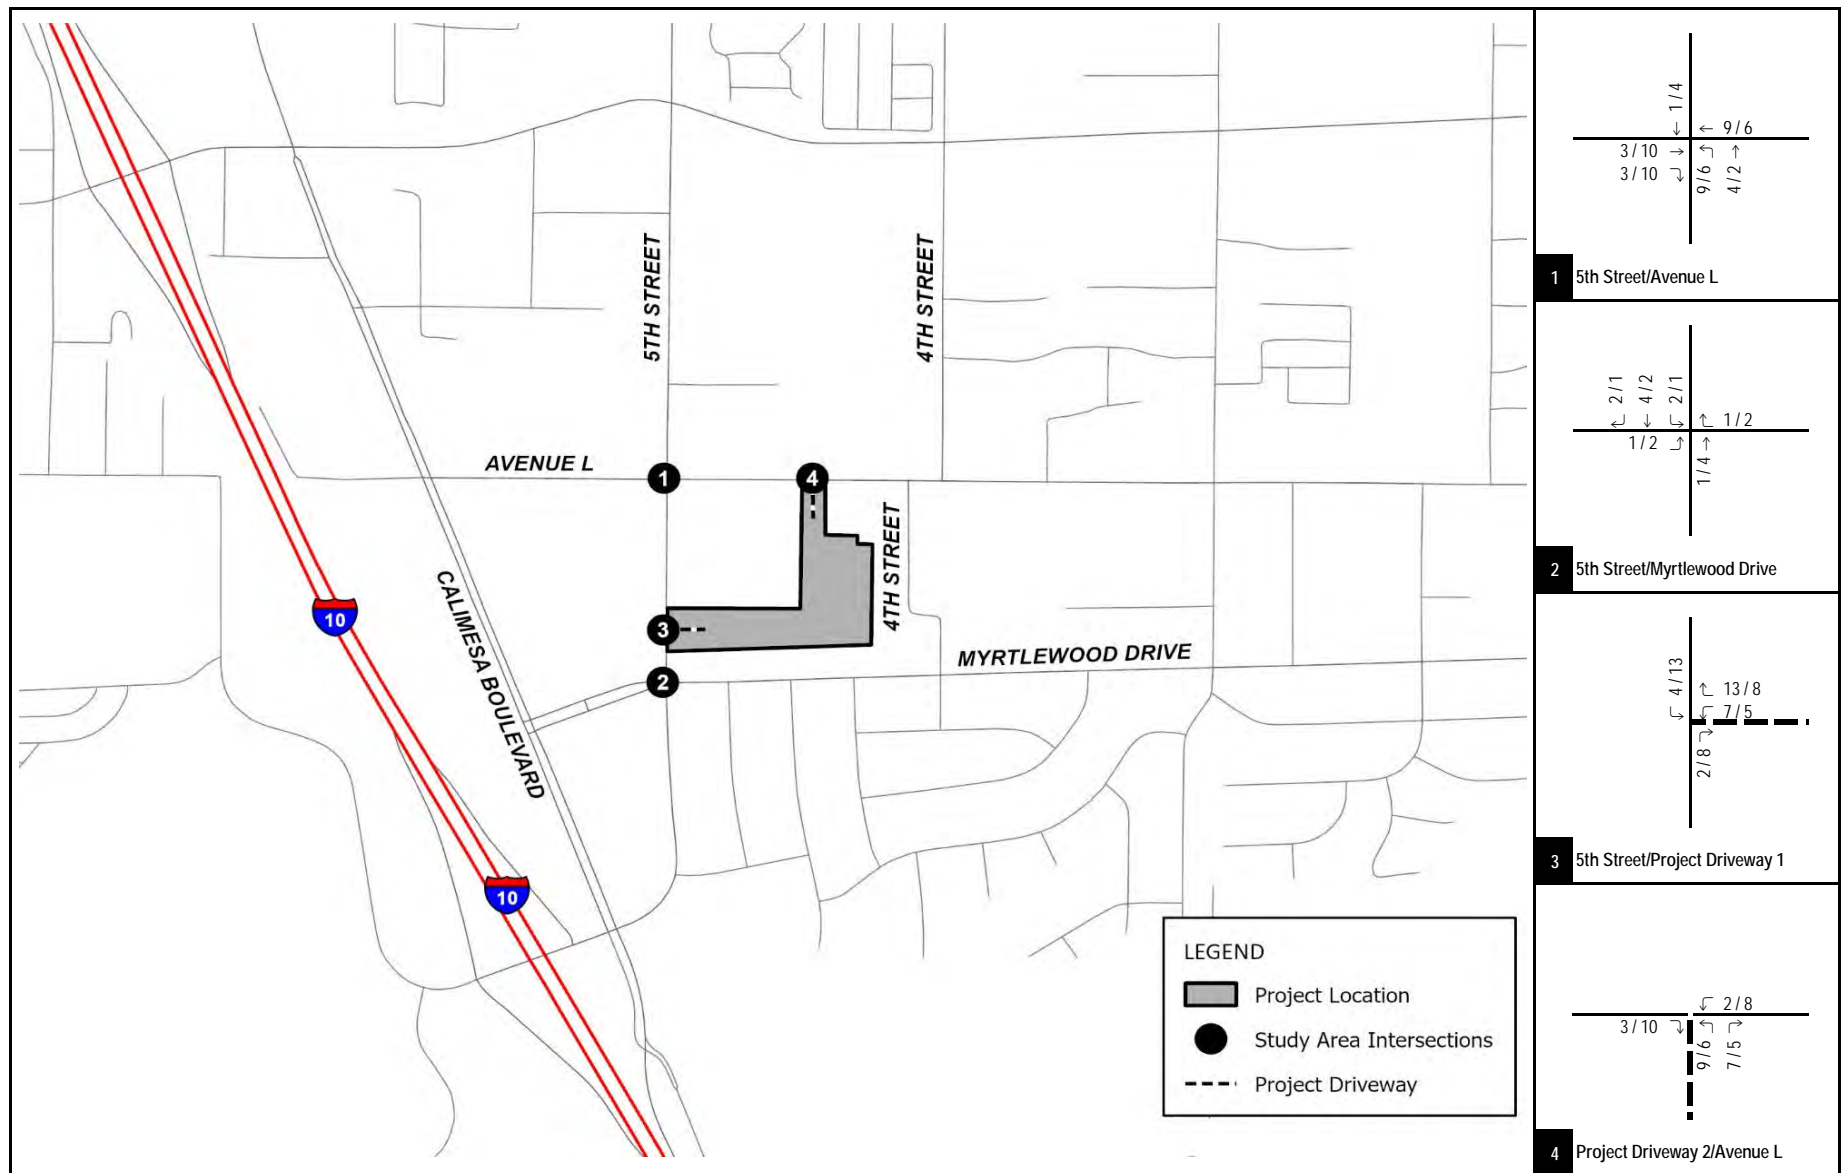 5TH STREET
4TH STREET
AVENUE L
1
4
4TH STREET
10
CALIMESA BOULEVARD
3
2
MYRTLEWOOD DRIVE
10
LEGEND
Project Location
Study Area Intersections
Project Driveway
1 / 4
← 9 / 6
3 / 10 →
3 / 10
9 / 6
4 / 2
1 5th Street/Avenue L
2 / 1
4 / 2
2 / 1
1 / 2
1 / 2
1 / 4
2 5th Street/Myrtlewood Drive
4 / 13
13 / 8
7 / 5
2 / 8
3 5th Street/Project Driveway 1
2 / 8
3 / 10
9 / 6
7 / 5
4 Project Driveway 2/Avenue L